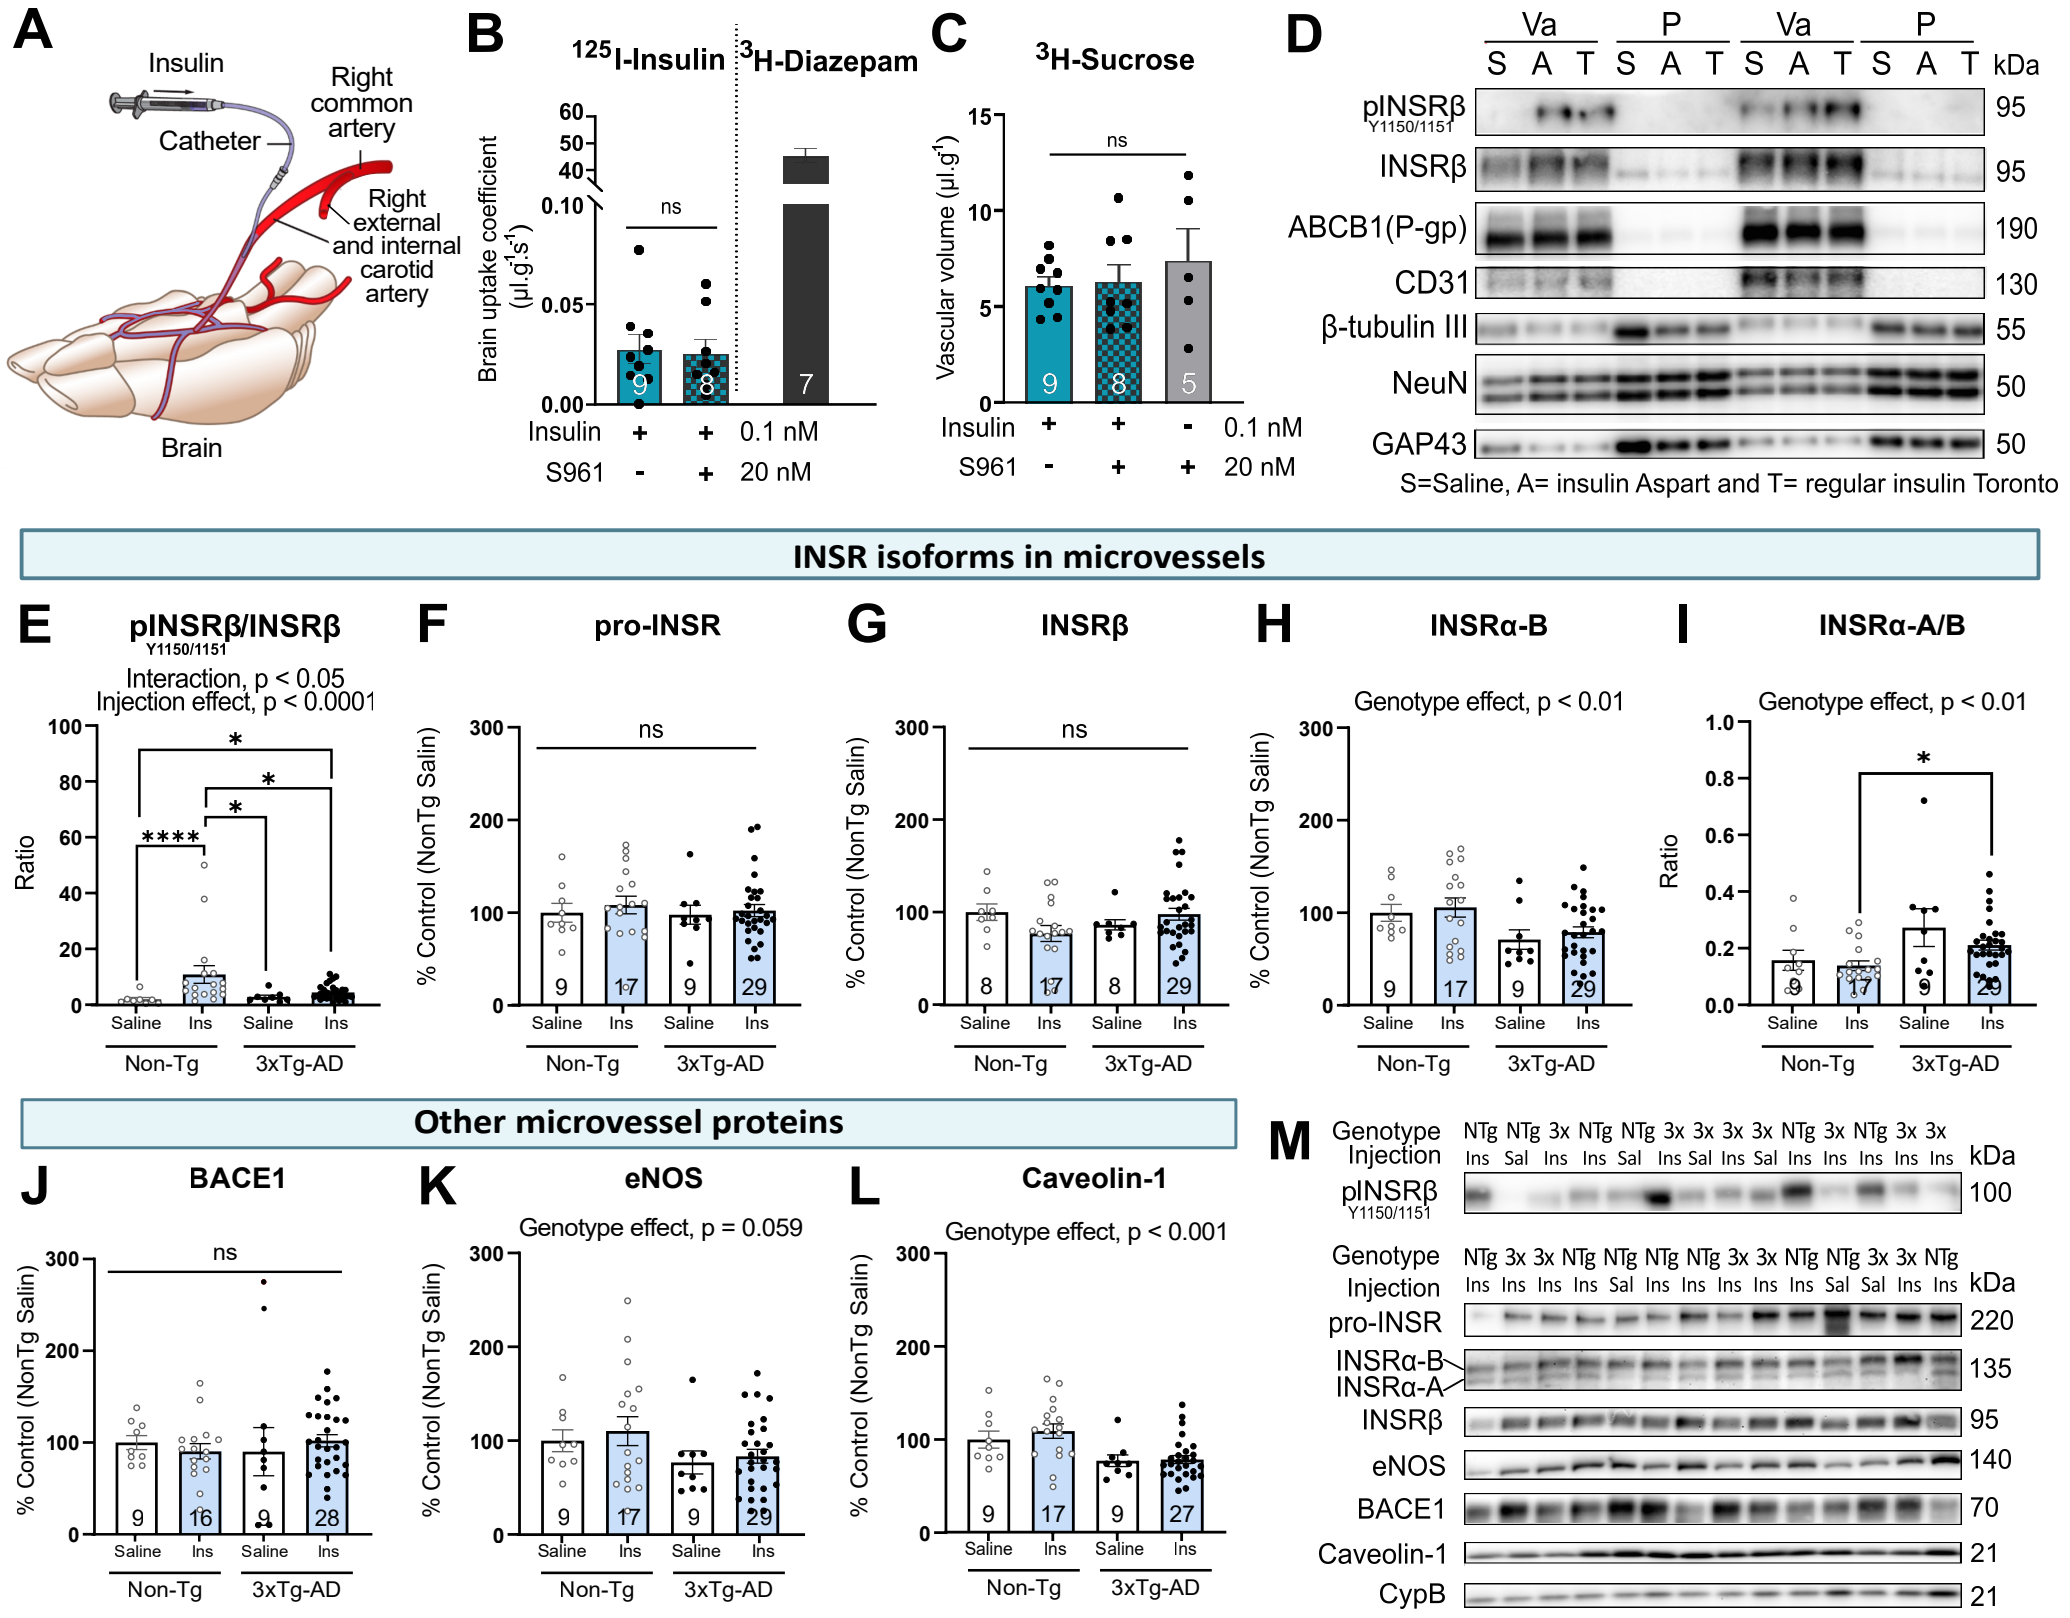 A
Insulin
Catheter
Right
common
artery
Right
external
and internal
carotid
artery
Brain
B
125I-Insulin
3H-Diazepam
Brain uptake coefficient
(µl.g-1.s-1)
60
50
40
0.10
0.05
0.00
ns
9
8
7
Insulin + + 0.1 nM
S961 - + 20 nM
C
3H-Sucrose
Vascular volume (µl.g-1)
15
10
5
0
ns
9
8
5
Insulin + + - 0.1 nM
S961 - + + 20 nM
D
Va P Va P
S A T S A T S A T S A T kDa
pINSRβ 95
Y1150/1151
INSRβ 95
ABCB1(P-gp) 190
CD31 130
β-tubulin III 55
NeuN 50
GAP43 50
S=Saline, A= insulin Aspart and T= regular insulin Toronto
INSR isoforms in microvessels
E
pINSRβ/INSRβ
Y1150/1151
Interaction, p < 0.05
Injection effect, p < 0.0001
Ratio
100
80
60
40
20
0
*
*
*
****
Saline Ins Saline Ins
Non-Tg 3xTg-AD
F
pro-INSR
% Control (NonTg Salin)
300
200
100
0
ns
9 17 9 29
Saline Ins Saline Ins
Non-Tg 3xTg-AD
G
INSRβ
% Control (NonTg Salin)
300
200
100
0
ns
8 17 8 29
Saline Ins Saline Ins
Non-Tg 3xTg-AD
H
INSRα-B
Genotype effect, p < 0.01
% Control (NonTg Salin)
300
200
100
0
9 17 9 29
Saline Ins Saline Ins
Non-Tg 3xTg-AD
I
INSRα-A/B
Genotype effect, p < 0.01
Ratio
1.0
0.8
0.6
0.4
0.2
0.0
*
9 17 9 29
Saline Ins Saline Ins
Non-Tg 3xTg-AD
Other microvessel proteins
J
BACE1
% Control (NonTg Salin)
300
200
100
0
ns
9 16 9 28
Saline Ins Saline Ins
Non-Tg 3xTg-AD
K
eNOS
Genotype effect, p = 0.059
% Control (NonTg Salin)
300
200
100
0
9 17 9 29
Saline Ins Saline Ins
Non-Tg 3xTg-AD
L
Caveolin-1
Genotype effect, p < 0.001
% Control (NonTg Salin)
300
200
100
0
9 17 9 27
Saline Ins Saline Ins
Non-Tg 3xTg-AD
M
Genotype NTg NTg 3x NTg NTg 3x 3x 3x 3x NTg 3x NTg 3x 3x
Injection Ins Sal Ins Ins Sal Ins Sal Ins Sal Ins Ins Ins Ins Ins kDa
pINSRβ 100
Y1150/1151
Genotype NTg 3x 3x NTg NTg NTg NTg 3x 3x NTg NTg 3x 3x NTg
Injection Ins Ins Ins Ins Sal Ins Ins Ins Ins Ins Sal Sal Ins Ins kDa
pro-INSR 220
INSRα-B 135
INSRα-A
INSRβ 95
eNOS 140
BACE1 70
Caveolin-1 21
CypB 21